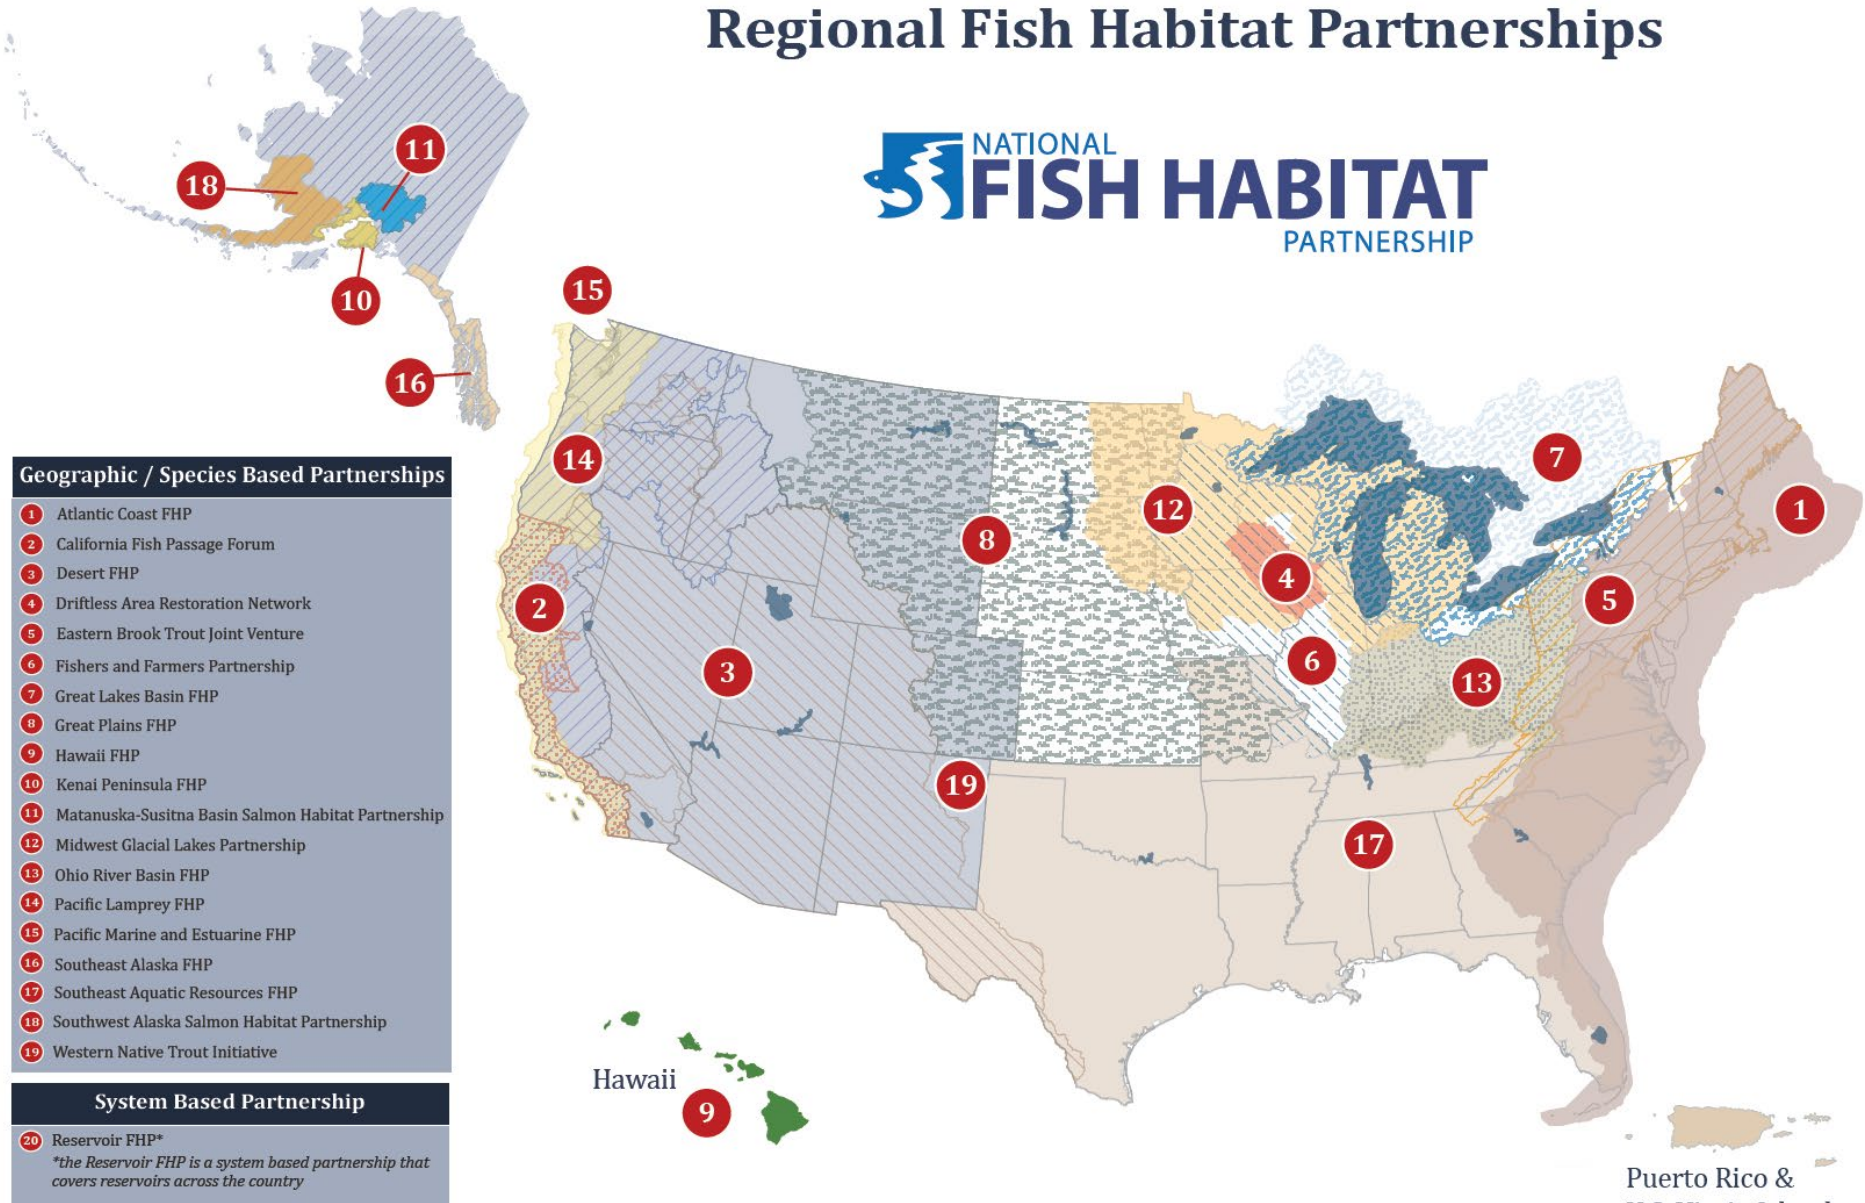 Regional Fish Habitat Partnerships
NATIONAL
FISH HABITAT
PARTNERSHIP
11
18
10
16
15
14
7
12
1
8
4
2
5
6
3
13
19
17
Geographic / Species Based Partnerships
1 Atlantic Coast FHP
2 California Fish Passage Forum
3 Desert FHP
4 Driftless Area Restoration Network
5 Eastern Brook Trout Joint Venture
6 Fishers and Farmers Partnership
7 Great Lakes Basin FHP
8 Great Plains FHP
9 Hawaii FHP
10 Kenai Peninsula FHP
11 Matanuska-Susitna Basin Salmon Habitat Partnership
12 Midwest Glacial Lakes Partnership
13 Ohio River Basin FHP
14 Pacific Lamprey FHP
15 Pacific Marine and Estuarine FHP
16 Southeast Alaska FHP
17 Southeast Aquatic Resources FHP
18 Southwest Alaska Salmon Habitat Partnership
19 Western Native Trout Initiative
System Based Partnership
20 Reservoir FHP*
*the Reservoir FHP is a system based partnership that
covers reservoirs across the country
Hawaii
9
Puerto Rico &